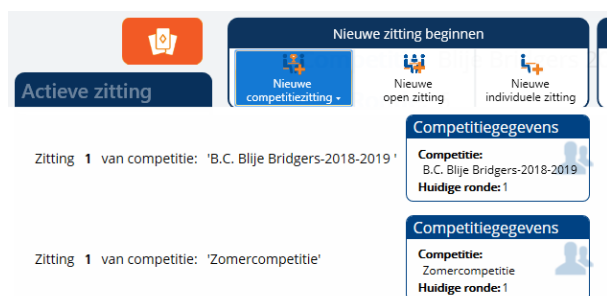 Nieuwe zitting beginnen
Actieve zitting
Nieuwe
competitiezitting
Nieuwe
open zitting
Nieuwe
individuele zitting
Competitiegegevens
Zitting 1 van competitie: 'B.C. Blije Bridgers-2018-2019 '
Competitie:
B.C. Blije Bridgers-2018-2019
Huidige ronde: 1
Competitiegegevens
Zitting 1 van competitie: 'Zomercompetitie'
Competitie:
Zomercompetitie
Huidige ronde: 1